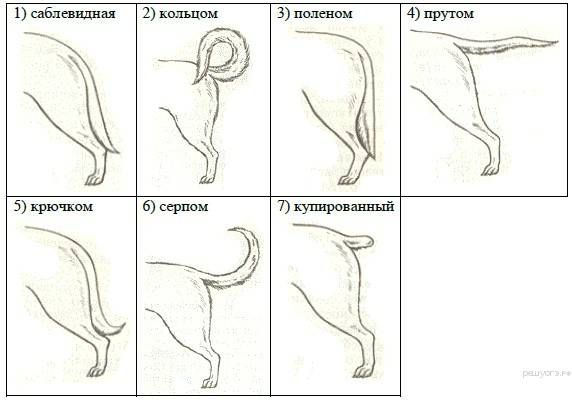 1) саблевидная
2) кольцом
3) поленом
4) прутом
5) крючком
6) серпом
7) купированный
решуогэ.рф